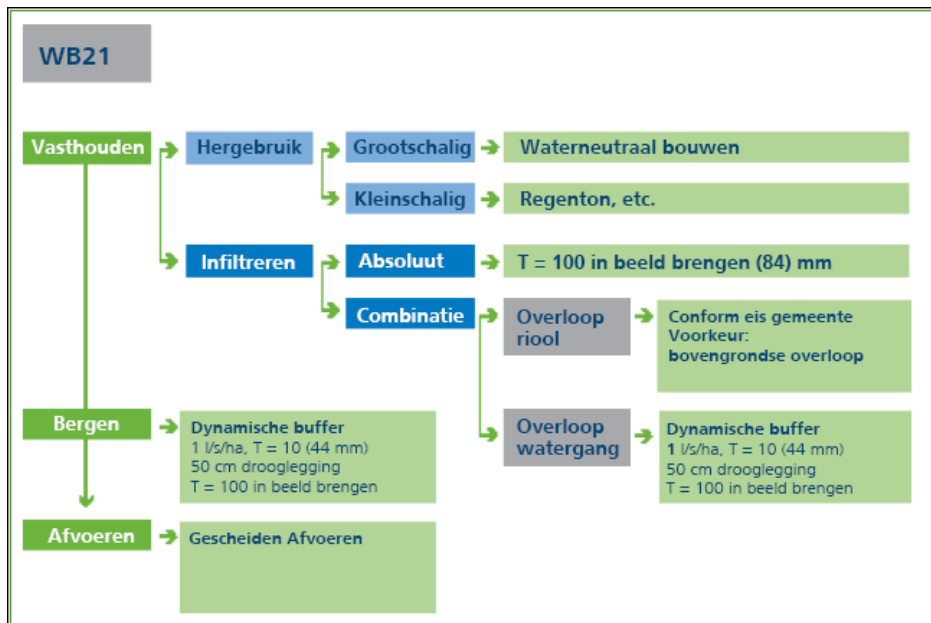 WB21
Vasthouden
Hergebruik
Grootschalig
Waterneutraal bouwen
Kleinschalig
Regenton, etc.
Infiltreren
Absoluut
T = 100 in beeld brengen (84) mm
Combinatie
Overloop
riool
Conform eis gemeente
Voorkeur:
bovengrondse overloop
Overloop
watergang
Dynamische buffer
1 l/s/ha, T = 10 (44 mm)
50 cm drooglegging
T = 100 in beeld brengen
Bergen
Dynamische buffer
1 l/s/ha, T = 10 (44 mm)
50 cm drooglegging
T = 100 in beeld brengen
Afvoeren
Gescheiden Afvoeren